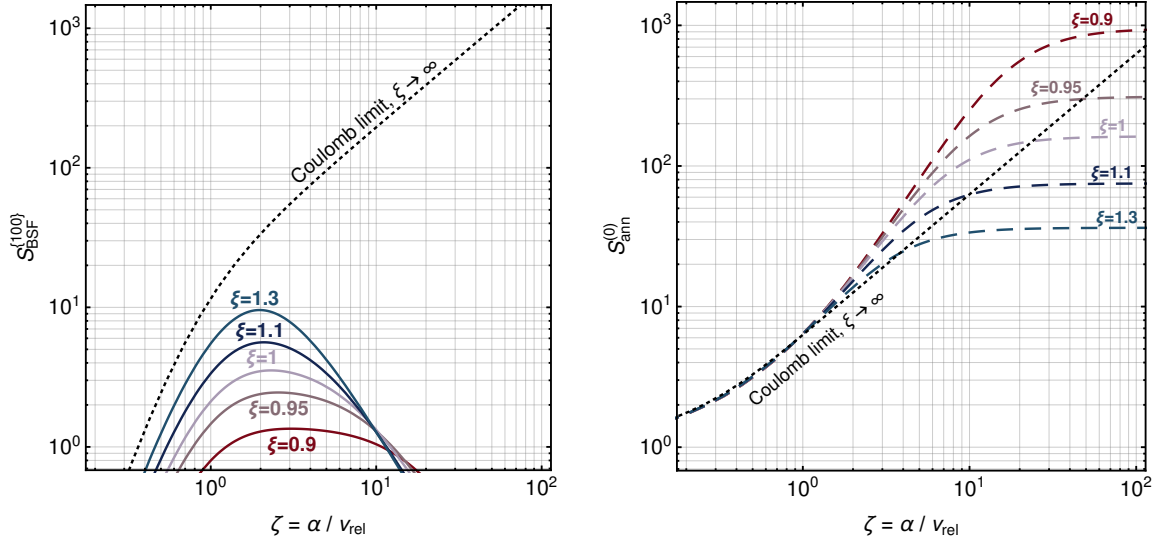 10³
10²
10¹
10⁰
10⁰
10¹
10²
S_BSF^{100}
ζ = α / v_rel
Coulomb limit, ξ → ∞
ξ=1.3
ξ=1.1
ξ=1
ξ=0.95
ξ=0.9
10³
10²
10¹
10⁰
10⁰
10¹
10²
S_ann^(0)
ζ = α / v_rel
ξ=0.9
ξ=0.95
ξ=1
ξ=1.1
ξ=1.3
Coulomb limit, ξ → ∞